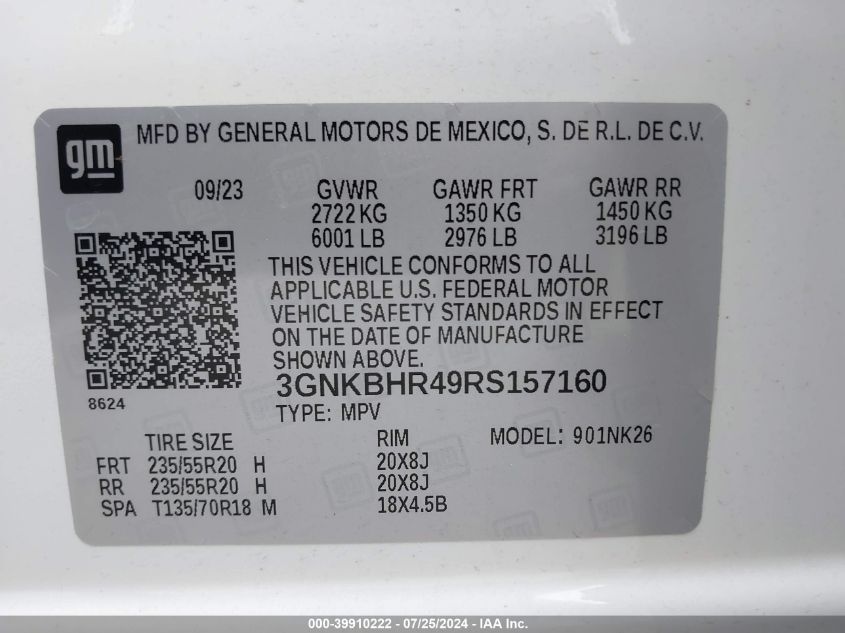 gm
MFD BY GENERAL MOTORS DE MEXICO, S. DE R.L. DE C.V.
09/23 GVWR GAWR FRT GAWR RR
2722 KG 1350 KG 1450 KG
6001 LB 2976 LB 3196 LB
THIS VEHICLE CONFORMS TO ALL
APPLICABLE U.S. FEDERAL MOTOR
VEHICLE SAFETY STANDARDS IN EFFECT
ON THE DATE OF MANUFACTURE
SHOWN ABOVE.
3GNKBHR49RS157160
8624
TYPE: MPV
TIRE SIZE RIM MODEL: 901NK26
FRT 235/55R20 H 20X8J
RR 235/55R20 H 20X8J
SPA T135/70R18 M 18X4.5B
000-39910222 - 07/25/2024 - IAA Inc.